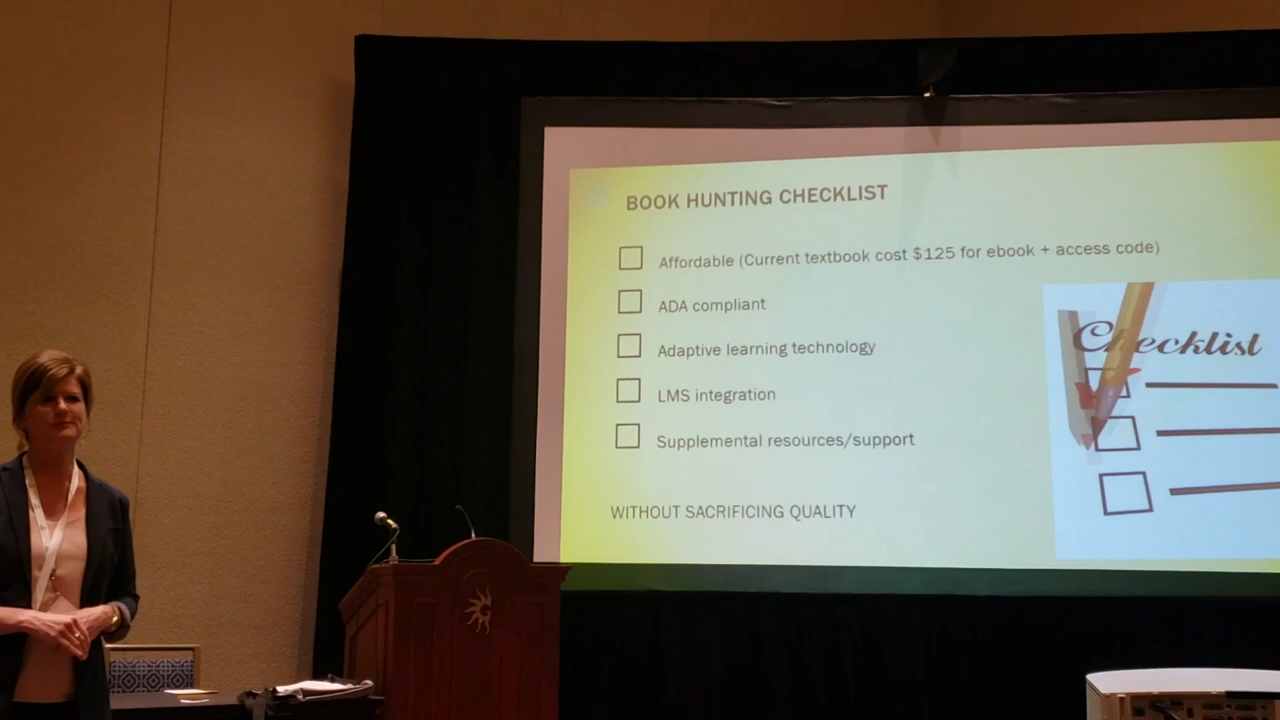 BOOK HUNTING CHECKLIST
Affordable (Current textbook cost $125 for ebook + access code)
ADA compliant
Adaptive learning technology
LMS integration
Supplemental resources/support
WITHOUT SACRIFICING QUALITY
Checklist